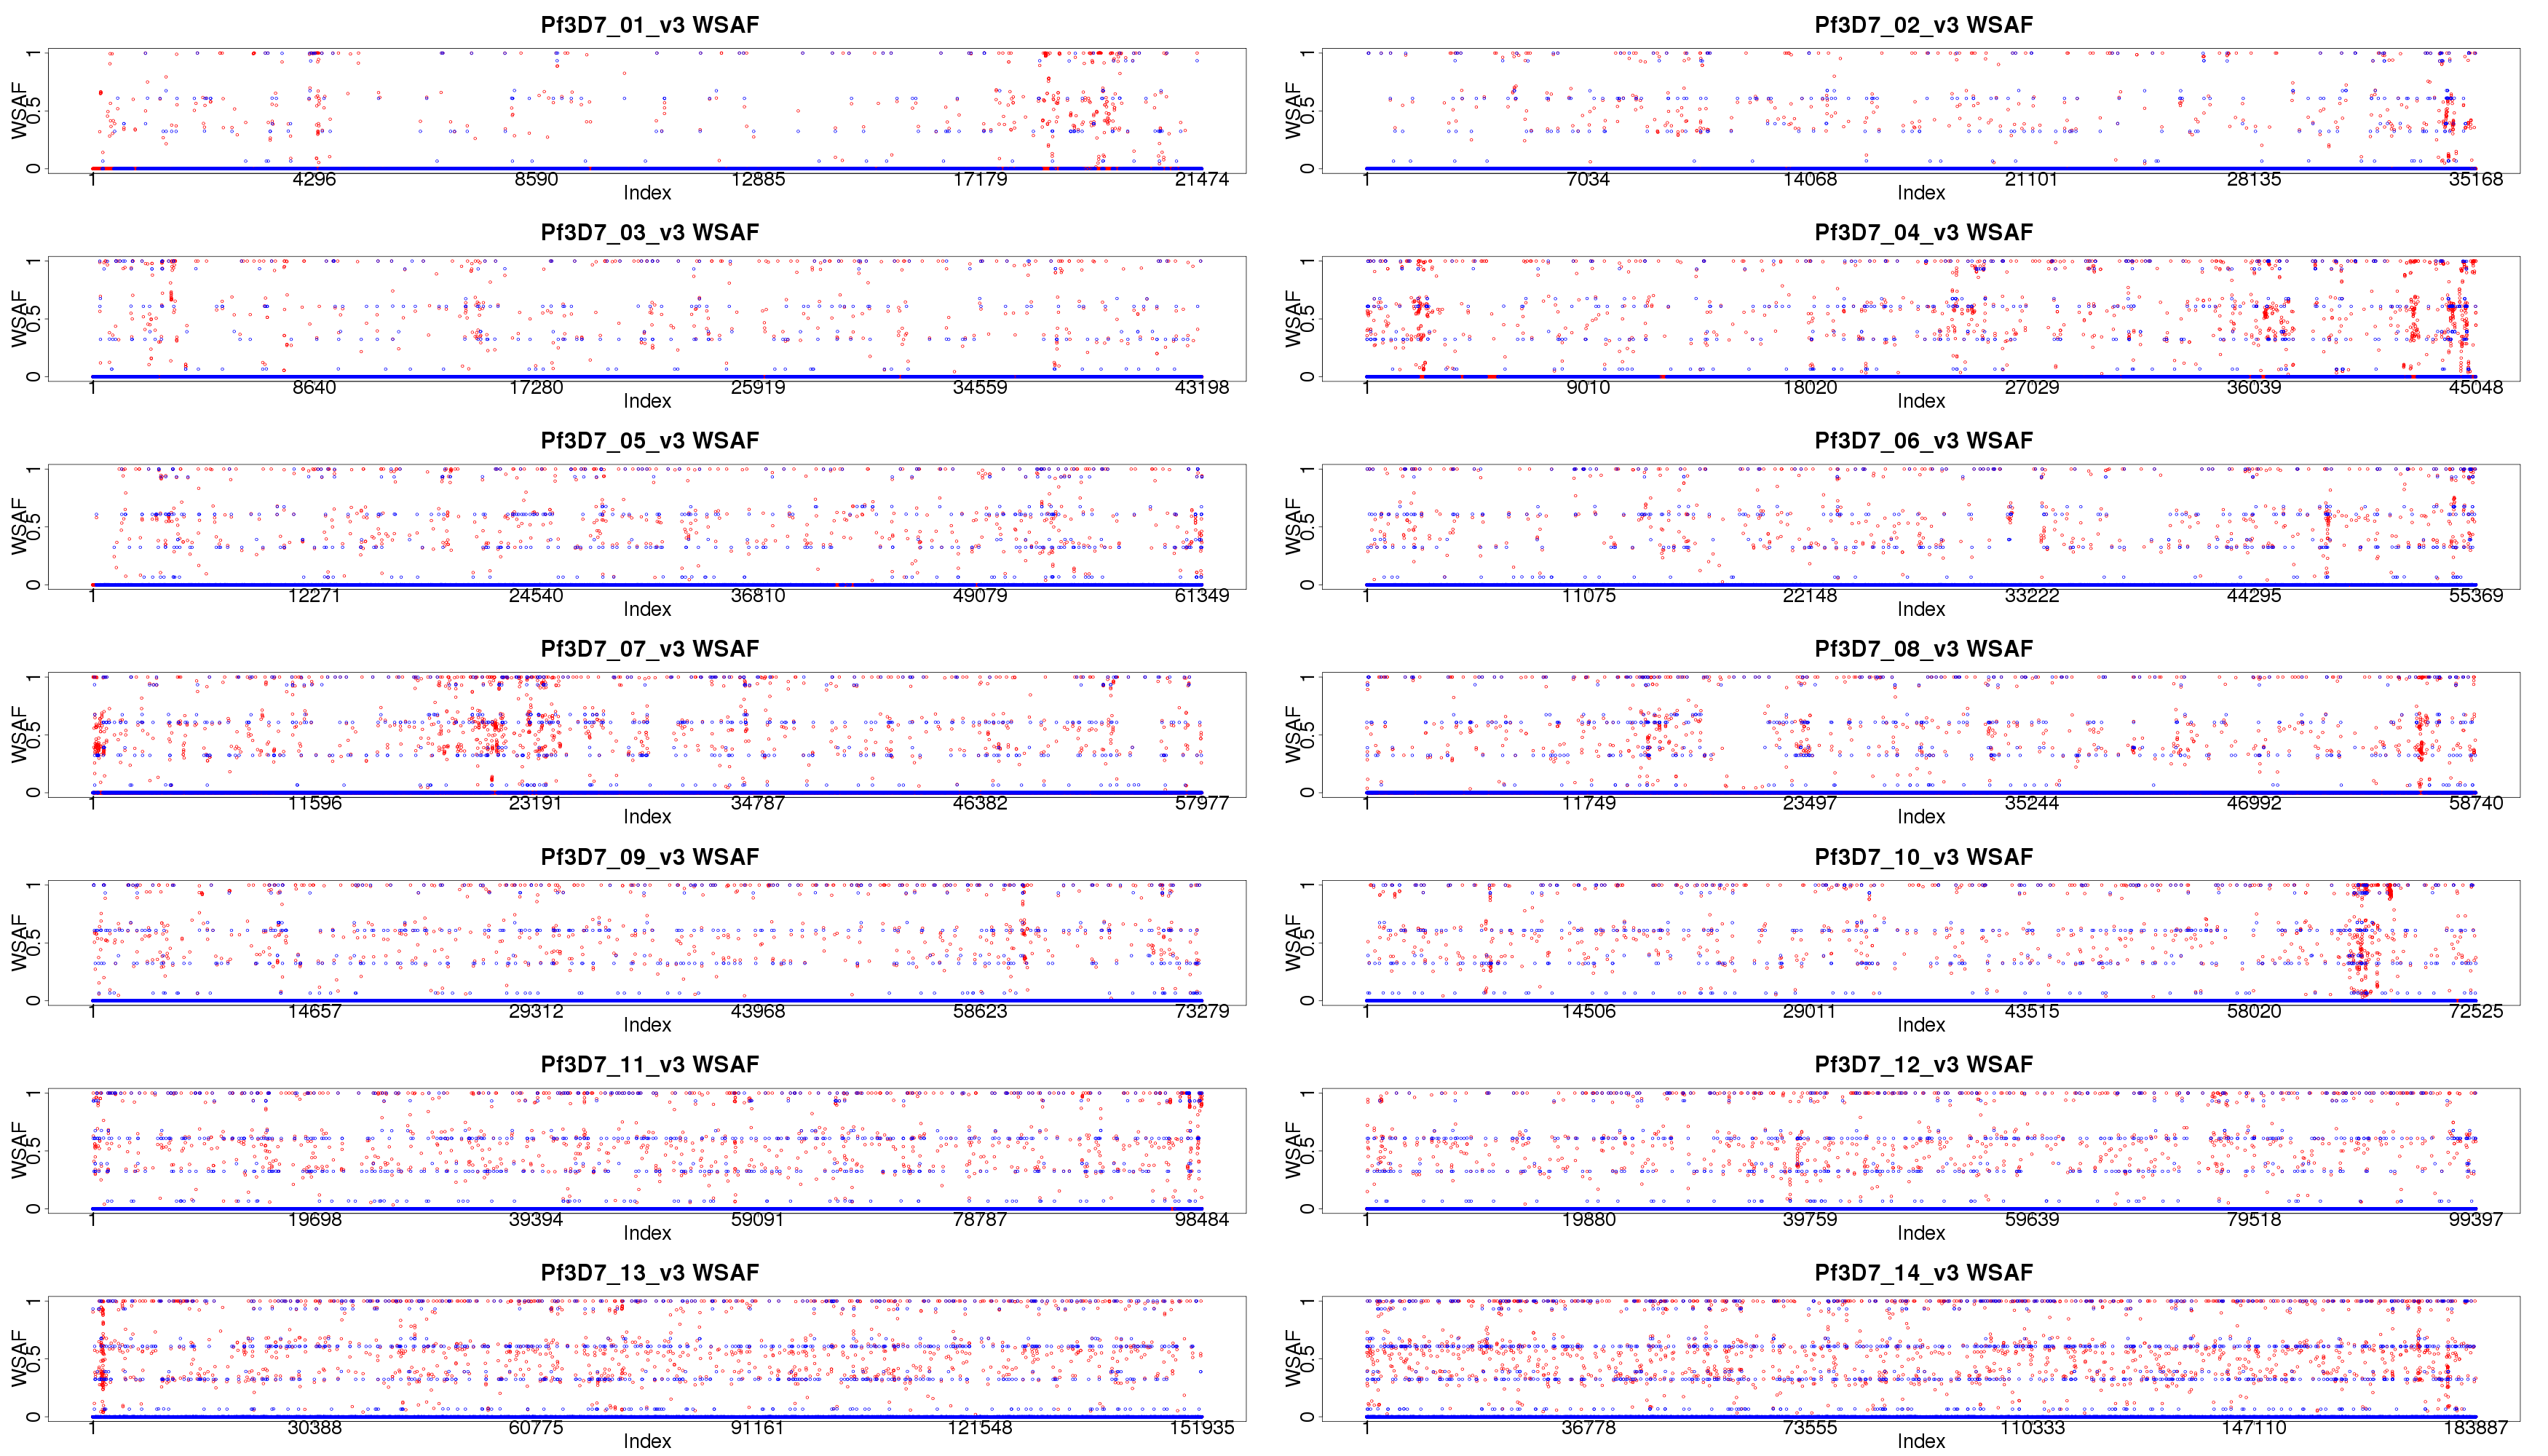 Pf3D7_01_v3 WSAF
WSAF
1
0.5
0
1 4296 8590 12885 17179 21474
Index
Pf3D7_02_v3 WSAF
WSAF
1
0.5
0
1 7034 14068 21101 28135 35168
Index
Pf3D7_03_v3 WSAF
WSAF
1
0.5
0
1 8640 17280 25919 34559 43198
Index
Pf3D7_04_v3 WSAF
WSAF
1
0.5
0
1 9010 18020 27029 36039 45048
Index
Pf3D7_05_v3 WSAF
WSAF
1
0.5
0
1 12271 24540 36810 49079 61349
Index
Pf3D7_06_v3 WSAF
WSAF
1
0.5
0
1 11075 22148 33222 44295 55369
Index
Pf3D7_07_v3 WSAF
WSAF
1
0.5
0
1 11596 23191 34787 46382 57977
Index
Pf3D7_08_v3 WSAF
WSAF
1
0.5
0
1 11749 23497 35244 46992 58740
Index
Pf3D7_09_v3 WSAF
WSAF
1
0.5
0
1 14657 29312 43968 58623 73279
Index
Pf3D7_10_v3 WSAF
WSAF
1
0.5
0
1 14506 29011 43515 58020 72525
Index
Pf3D7_11_v3 WSAF
WSAF
1
0.5
0
1 19698 39394 59091 78787 98484
Index
Pf3D7_12_v3 WSAF
WSAF
1
0.5
0
1 19880 39759 59639 79518 99397
Index
Pf3D7_13_v3 WSAF
WSAF
1
0.5
0
1 30388 60775 91161 121548 151935
Index
Pf3D7_14_v3 WSAF
WSAF
1
0.5
0
1 36778 73555 110333 147110 183887
Index